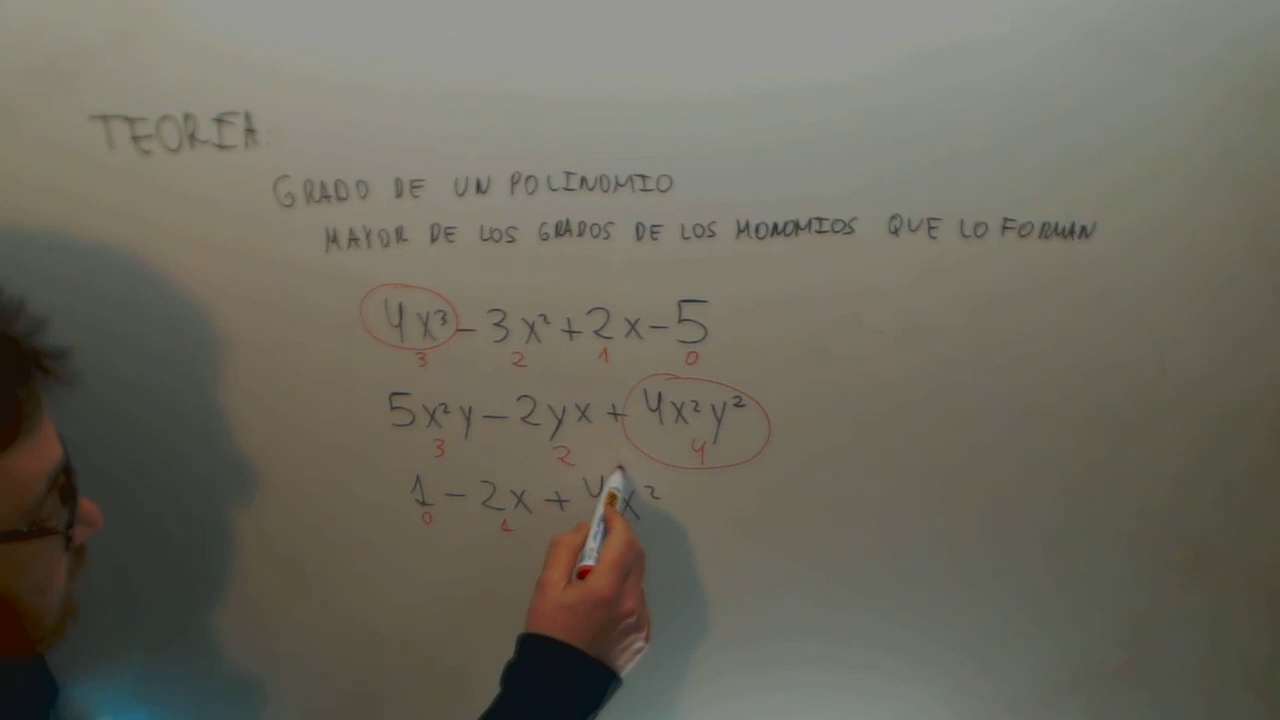 TEORIA:
GRADO DE UN POLINOMIO
MAYOR DE LOS GRADOS DE LOS MONOMIOS QUE LO FORMAN
4x³ - 3x² + 2x - 5
3 2 1 0
5x²y - 2yx + 4x²y²
3 2 4
1 - 2x + 4x²
0 1